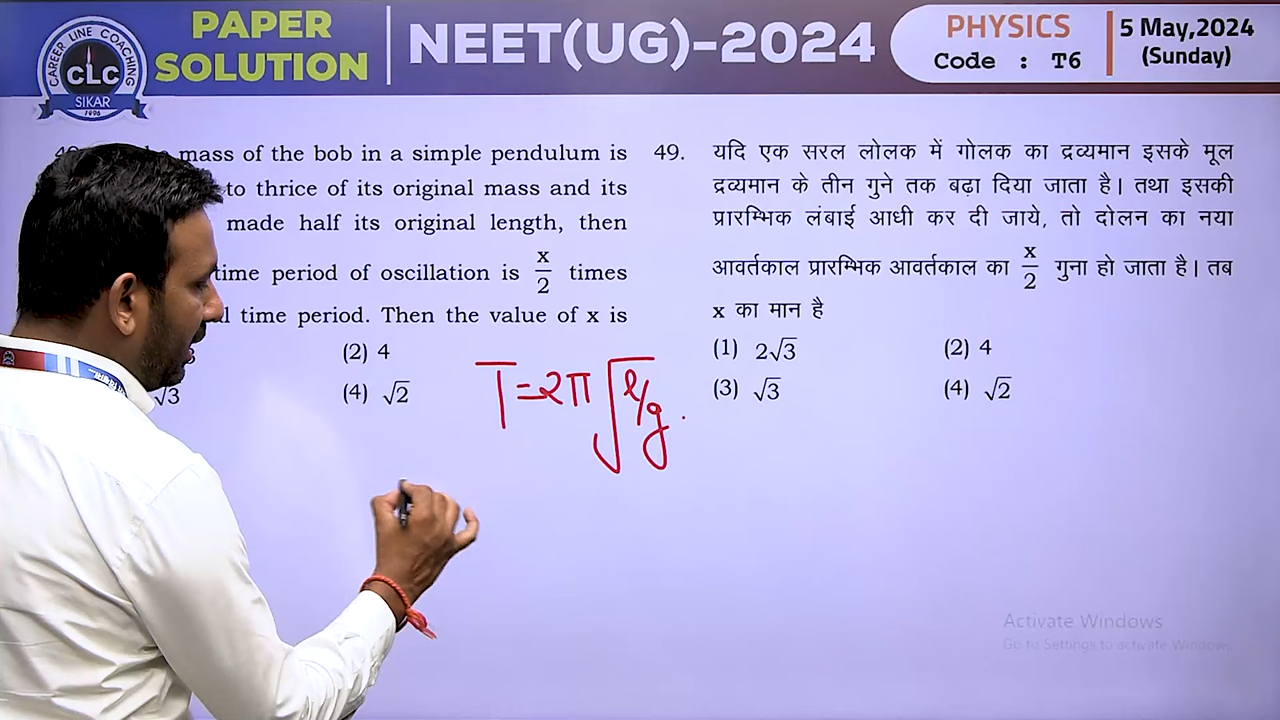 CAREER LINE COACHING
CLC
SIKAR
1996
PAPER
SOLUTION
NEET(UG)-2024
PHYSICS
Code : T6
5 May,2024
(Sunday)
mass of the bob in a simple pendulum is
to thrice of its original mass and its
made half its original length, then
time period of oscillation is x/2 times
time period. Then the value of x is
(2) 4
√3
(4) √2
T=2π√l/g
49. यदि एक सरल लोलक में गोलक का द्रव्यमान इसके मूल
द्रव्यमान के तीन गुने तक बढ़ा दिया जाता है। तथा इसकी
प्रारम्भिक लंबाई आधी कर दी जाये, तो दोलन का नया
आवर्तकाल प्रारम्भिक आवर्तकाल का x/2 गुना हो जाता है। तब
x का मान है
(1) 2√3 (2) 4
(3) √3 (4) √2
Activate Windows
Go to Settings to activate Windows.